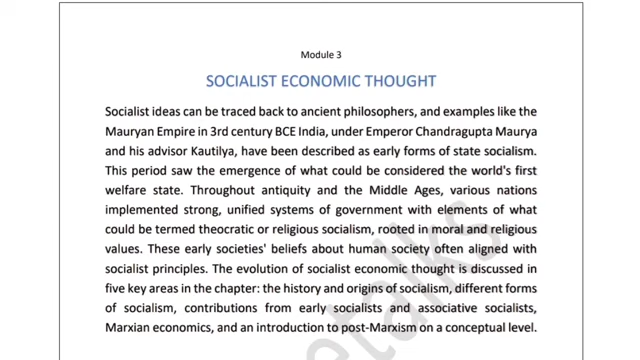 Module 3
SOCIALIST ECONOMIC THOUGHT
Socialist ideas can be traced back to ancient philosophers, and examples like the
Mauryan Empire in 3rd century BCE India, under Emperor Chandragupta Maurya
and his advisor Kautilya, have been described as early forms of state socialism.
This period saw the emergence of what could be considered the world's first
welfare state. Throughout antiquity and the Middle Ages, various nations
implemented strong, unified systems of government with elements of what
could be termed theocratic or religious socialism, rooted in moral and religious
values. These early societies' beliefs about human society often aligned with
socialist principles. The evolution of socialist economic thought is discussed in
five key areas in the chapter: the history and origins of socialism, different forms
of socialism, contributions from early socialists and associative socialists,
Marxian economics, and an introduction to post-Marxism on a conceptual level.